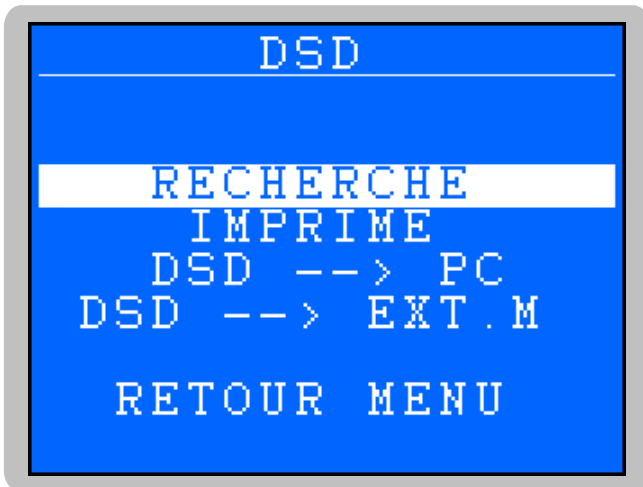 DSD
RECHERCHE
IMPRIME
DSD --> PC
DSD --> EXT.M
RETOUR MENU